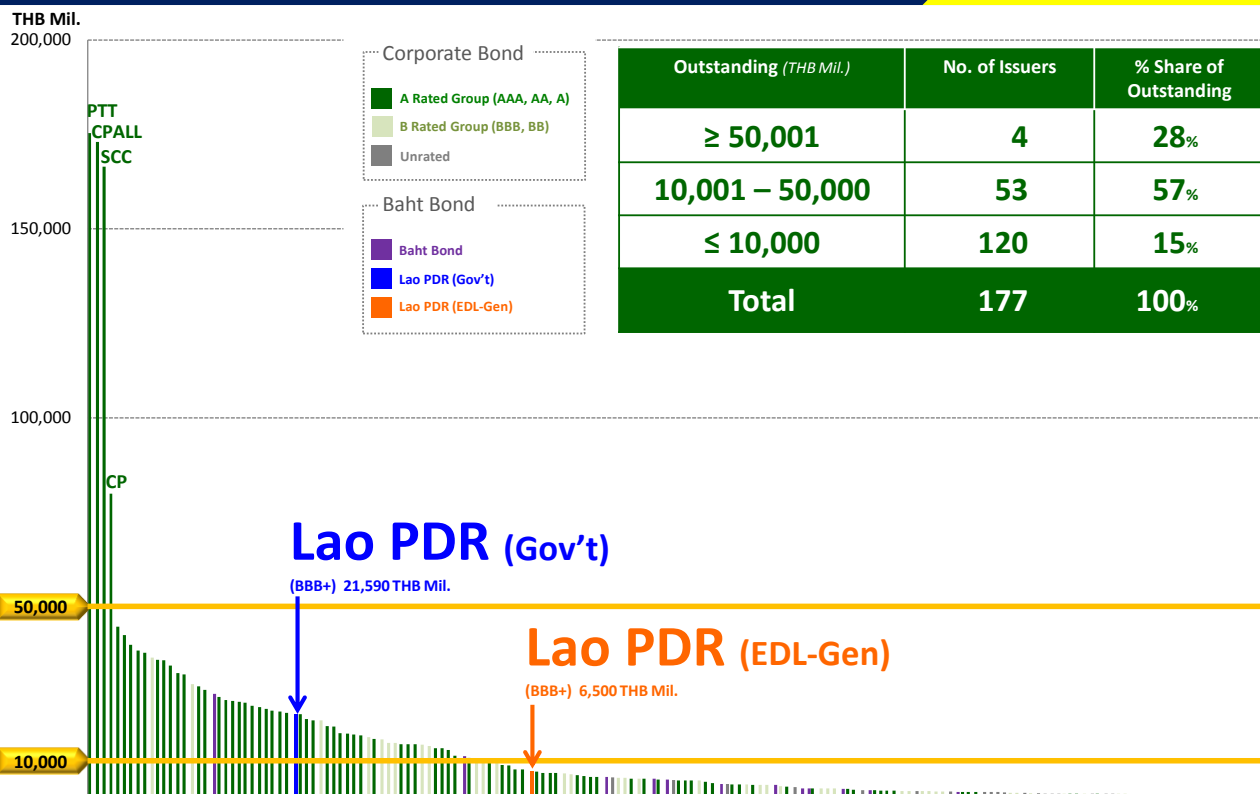 THB Mil.
200,000
150,000
100,000
50,000
10,000
PTT
CPALL
SCC
CP
Corporate Bond
A Rated Group (AAA, AA, A)
B Rated Group (BBB, BB)
Unrated
Baht Bond
Baht Bond
Lao PDR (Gov't)
Lao PDR (EDL-Gen)
Outstanding (THB Mil.) No. of Issuers % Share of
Outstanding
≥ 50,001 4 28%
10,001 – 50,000 53 57%
≤ 10,000 120 15%
Total 177 100%
Lao PDR (Gov't)
(BBB+) 21,590 THB Mil.
Lao PDR (EDL-Gen)
(BBB+) 6,500 THB Mil.